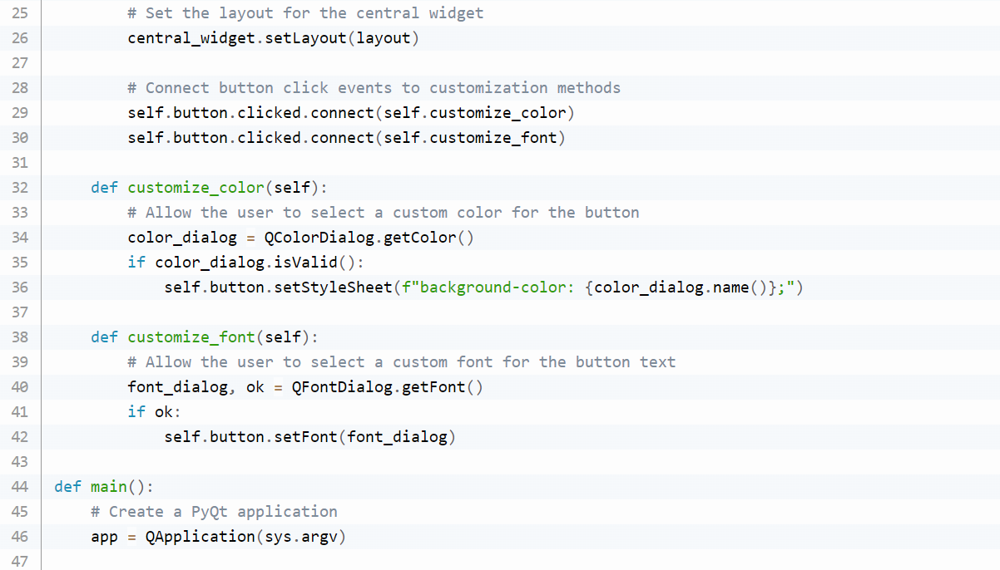 25         # Set the layout for the central widget
26         central_widget.setLayout(layout)
27
28         # Connect button click events to customization methods
29         self.button.clicked.connect(self.customize_color)
30         self.button.clicked.connect(self.customize_font)
31
32     def customize_color(self):
33         # Allow the user to select a custom color for the button
34         color_dialog = QColorDialog.getColor()
35         if color_dialog.isValid():
36             self.button.setStyleSheet(f"background-color: {color_dialog.name()};")
37
38     def customize_font(self):
39         # Allow the user to select a custom font for the button text
40         font_dialog, ok = QFontDialog.getFont()
41         if ok:
42             self.button.setFont(font_dialog)
43
44 def main():
45     # Create a PyQt application
46     app = QApplication(sys.argv)
47